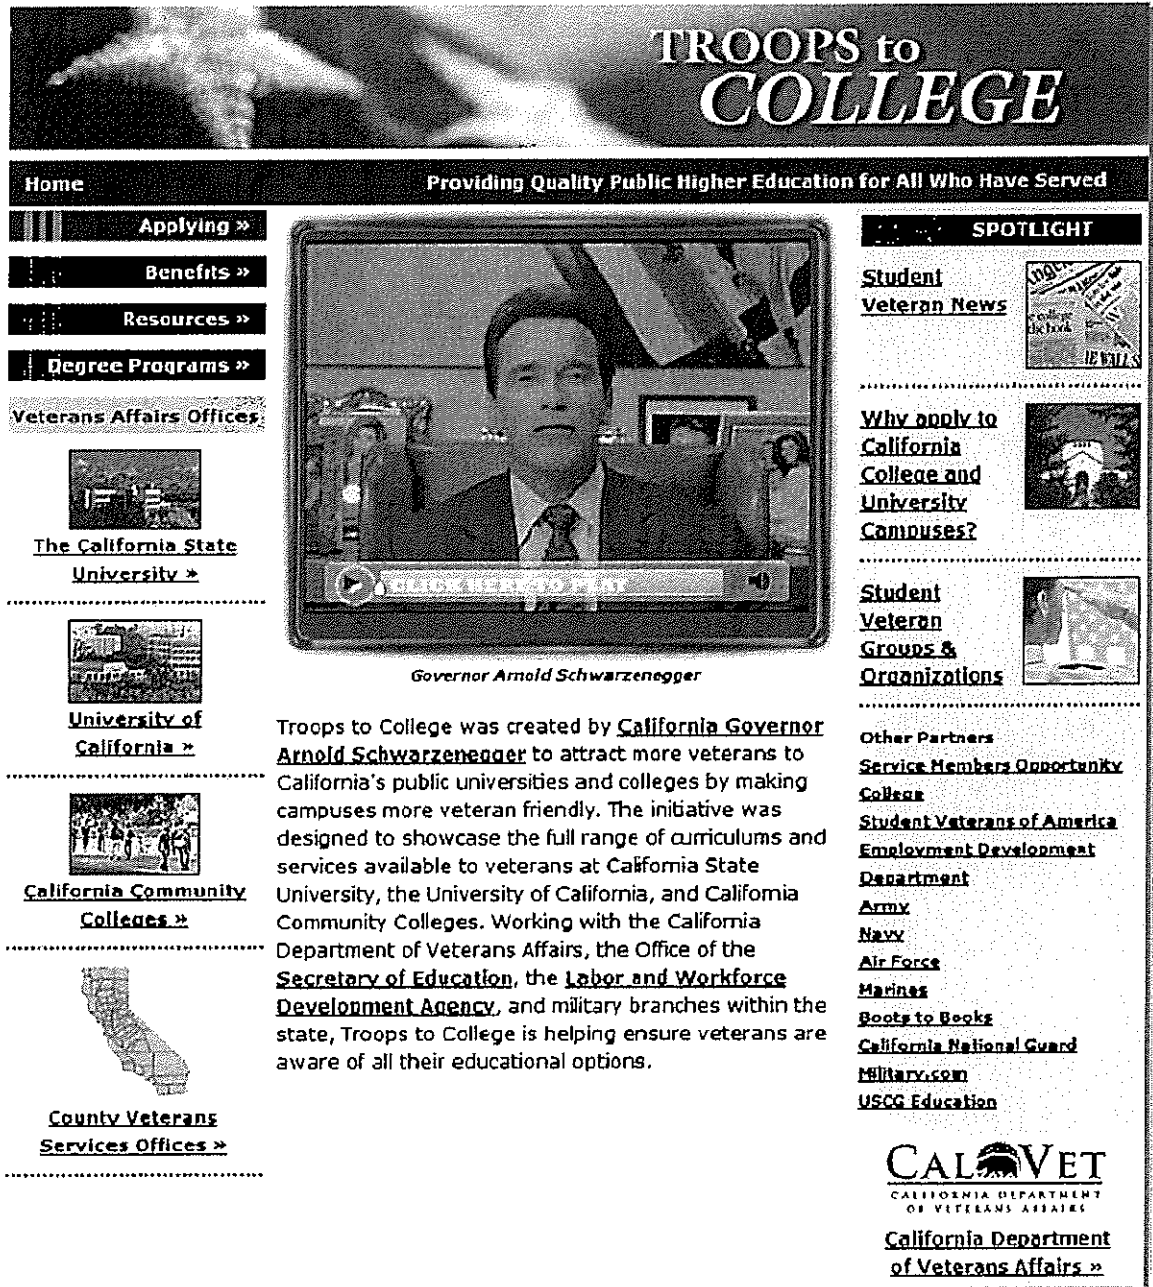 TROOPS to
COLLEGE
Home
Providing Quality Public Higher Education for All Who Have Served
Applying »
Benefits »
Resources »
Degree Programs »
Veterans Affairs Offices
The California State
University »
University of
California »
California Community
Colleges »
County Veterans
Services Offices »
CLICK HERE TO PLAY
Governor Arnold Schwarzenegger
Troops to College was created by California Governor
Arnold Schwarzenegger to attract more veterans to
California's public universities and colleges by making
campuses more veteran friendly. The initiative was
designed to showcase the full range of curriculums and
services available to veterans at California State
University, the University of California, and California
Community Colleges. Working with the California
Department of Veterans Affairs, the Office of the
Secretary of Education, the Labor and Workforce
Development Agency, and military branches within the
state, Troops to College is helping ensure veterans are
aware of all their educational options.
SPOTLIGHT
Student
Veteran News
Why apply to
California
College and
University
Campuses?
Student
Veteran
Groups &
Organizations
Other Partners
Service Members Opportunity
College
Student Veterans of America
Employment Development
Department
Army
Navy
Air Force
Marines
Boots to Books
California National Guard
Military.com
USCG Education
CAL VET
CALIFORNIA DEPARTMENT
OF VETERANS AFFAIRS
California Department
of Veterans Affairs »